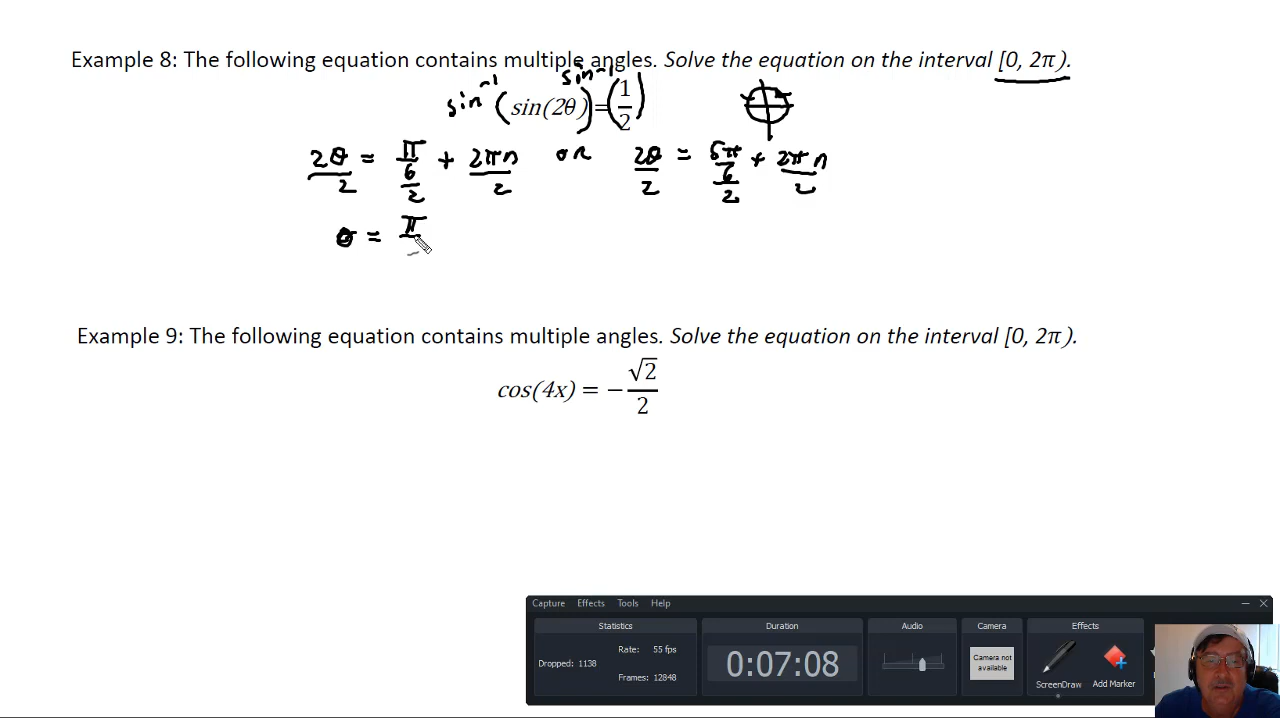 Example 8: The following equation contains multiple angles. Solve the equation on the interval [0, 2π ).
sin⁻¹ ( sin(2θ ) ) = sin⁻¹ ( 1/2 )
2θ/2 = π/6/2 + 2πn/2 or 2θ/2 = 5π/6/2 + 2πn/2
θ = π
Example 9: The following equation contains multiple angles. Solve the equation on the interval [0, 2π ).
cos(4x) = −√2/2
Capture Effects Tools Help
Statistics Duration Audio Camera Effects
Dropped: 1138 Rate: 55 fps
Frames: 12848
0:07:08
Camera not available
ScreenDraw Add Marker